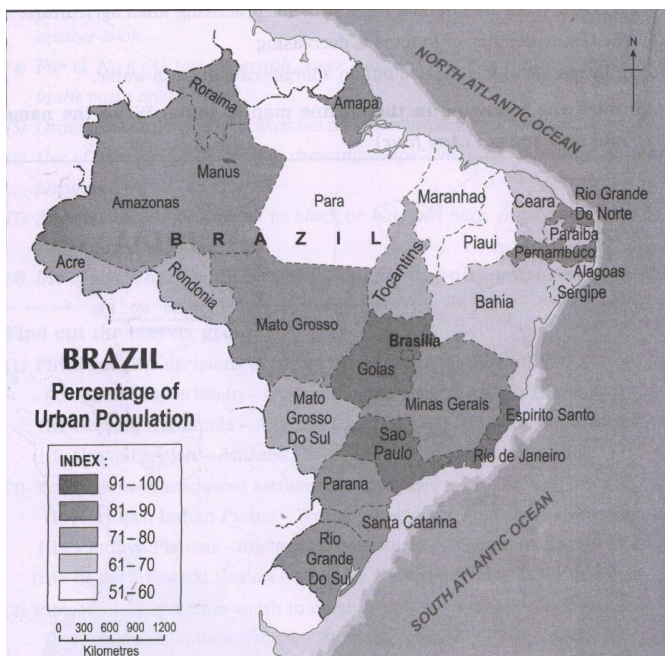 NORTH ATLANTIC OCEAN
N
Roraima
Amapa
Manus
Amazonas
Para
Maranhao
Ceara
Rio Grande
Do Norte
Paraiba
Pernambuco
Piaui
Alagoas
Sergipe
BRAZIL
Acre
Rondonia
Tocantins
Bahia
Mato Grosso
Brasilia
Goias
Mato
Grosso
Do Sul
Minas Gerais
Espirito Santo
Sao
Paulo
Rio de Janeiro
Parana
Santa Catarina
Rio
Grande
Do Sul
SOUTH ATLANTIC OCEAN
BRAZIL
Percentage of
Urban Population
INDEX :
91–100
81–90
71–80
61–70
51–60
0 300 600 900 1200
Kilometres